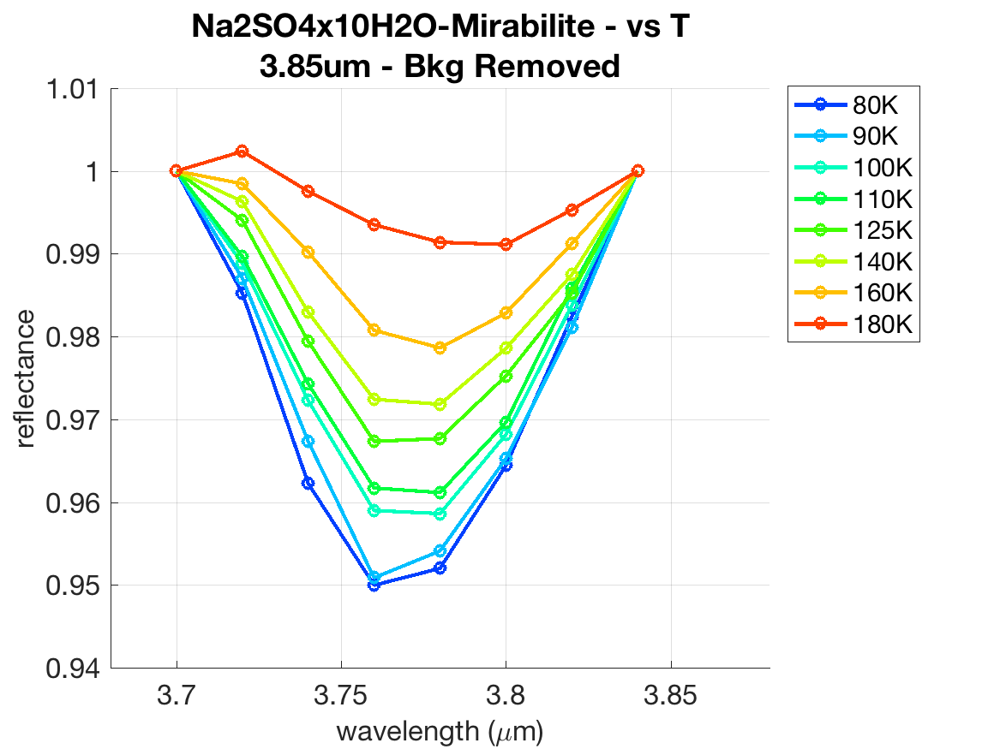 Na2SO4x10H2O-Mirabilite - vs T
3.85um - Bkg Removed
1.01
1
0.99
0.98
0.97
0.96
0.95
0.94
reflectance
3.7
3.75
3.8
3.85
wavelength (μm)
80K
90K
100K
110K
125K
140K
160K
180K